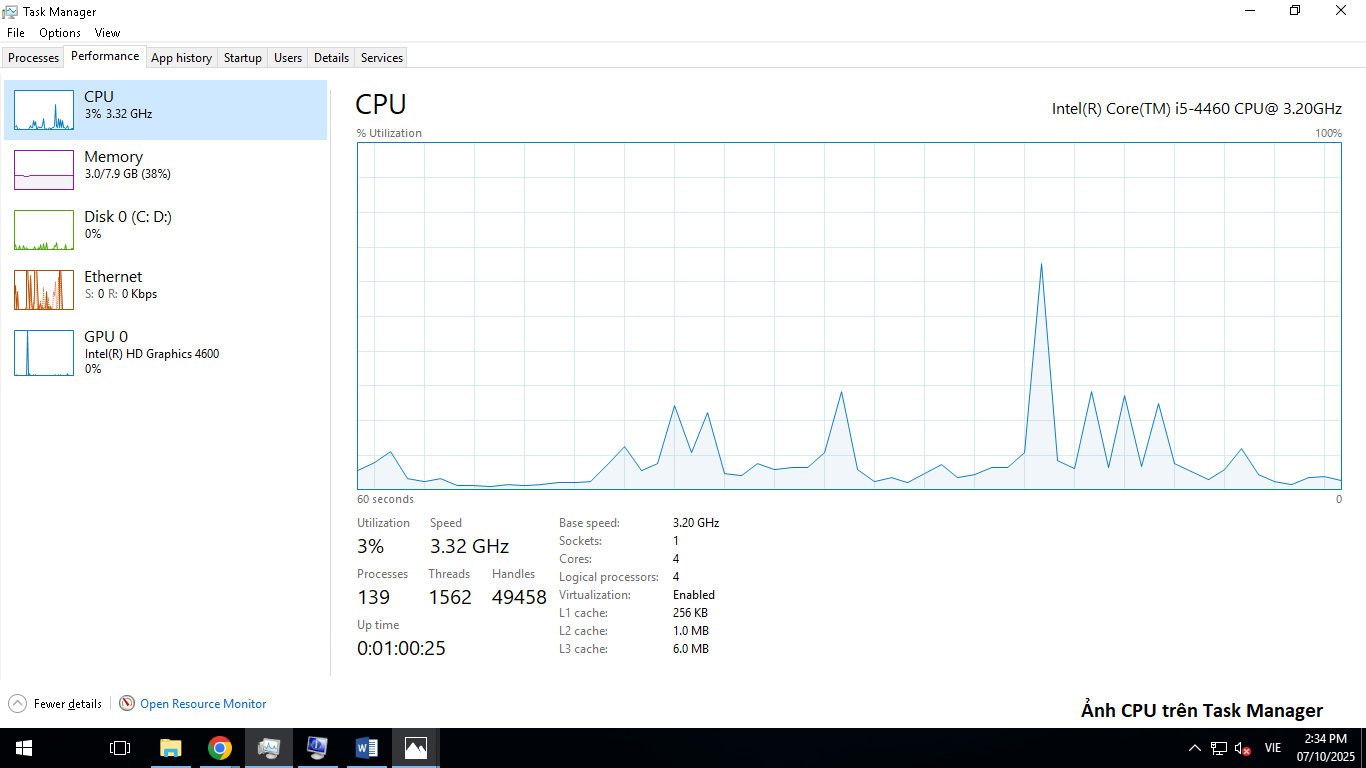 Task Manager
File Options View
Processes Performance App history Startup Users Details Services
CPU
3% 3.32 GHz
Memory
3.0/7.9 GB (38%)
Disk 0 (C: D:)
0%
Ethernet
S: 0 R: 0 Kbps
GPU 0
Intel(R) HD Graphics 4600
0%
CPU
Intel(R) Core(TM) i5-4460 CPU@ 3.20GHz
% Utilization
100%
60 seconds
0
Utilization Speed
3% 3.32 GHz
Processes Threads Handles
139 1562 49458
Up time
0:01:00:25
Base speed: 3.20 GHz
Sockets: 1
Cores: 4
Logical processors: 4
Virtualization: Enabled
L1 cache: 256 KB
L2 cache: 1.0 MB
L3 cache: 6.0 MB
Fewer details Open Resource Monitor
Ảnh CPU trên Task Manager
VIE
2:34 PM
07/10/2025